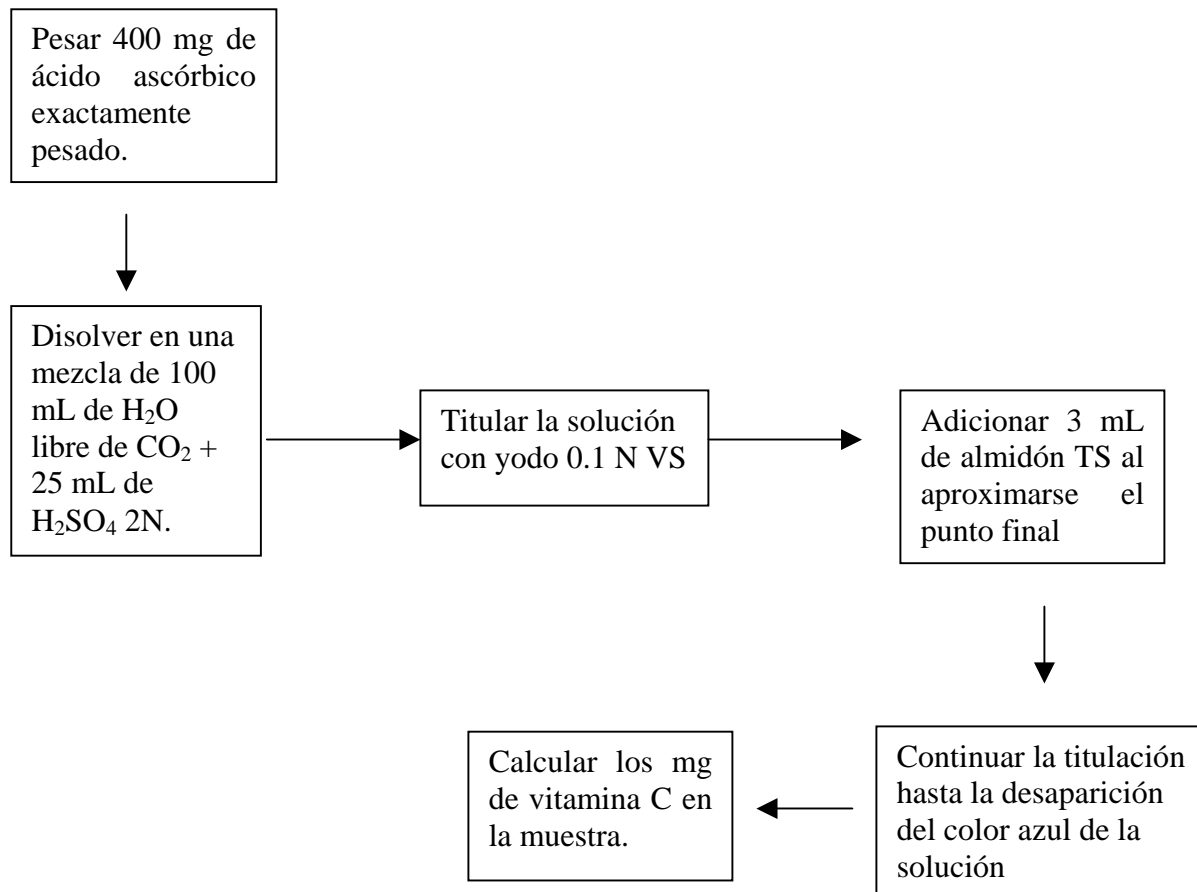 Pesar 400 mg de
ácido ascórbico
exactamente
pesado.
Disolver en una
mezcla de 100
mL de H₂O
libre de CO₂ +
25 mL de
H₂SO₄ 2N.
Titular la solución
con yodo 0.1 N VS
Adicionar 3 mL
de almidón TS al
aproximarse el
punto final
Continuar la titulación
hasta la desaparición
del color azul de la
solución
Calcular los mg
de vitamina C en
la muestra.